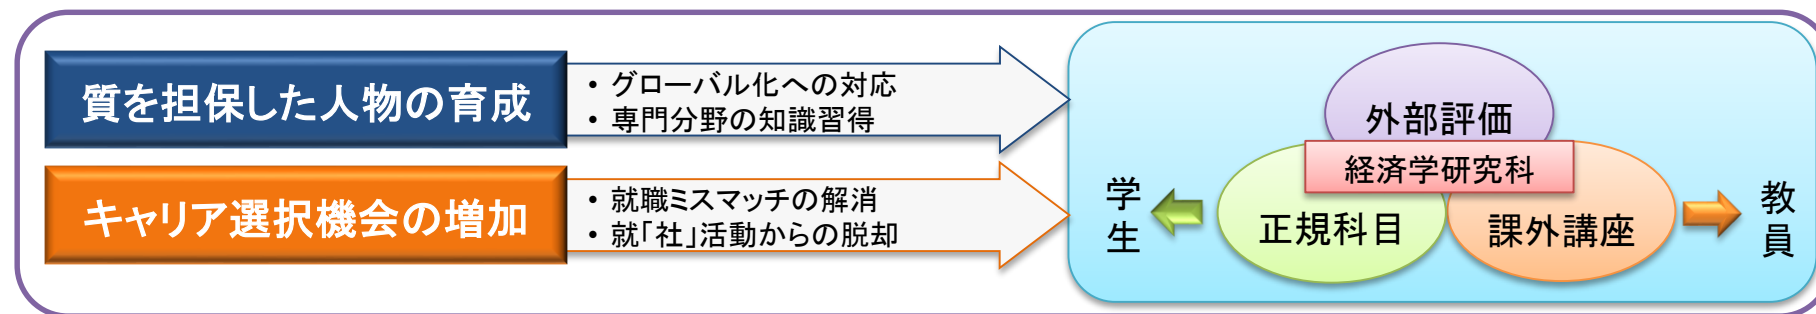 質を担保した人物の育成
• グローバル化への対応
• 専門分野の知識習得
キャリア選択機会の増加
• 就職ミスマッチの解消
• 就「社」活動からの脱却
外部評価
経済学研究科
学生
正規科目
課外講座
教員